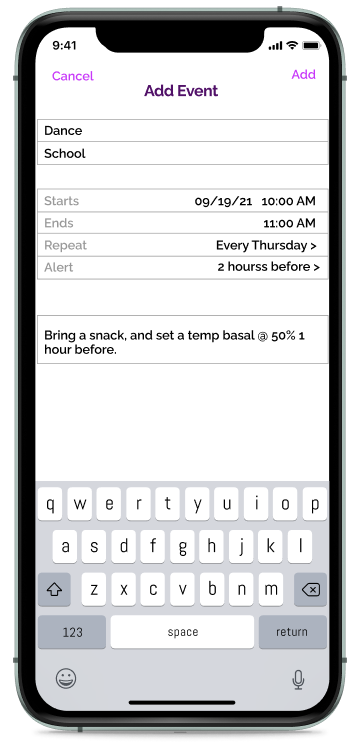 9:41
Cancel
Add
Add Event
Dance
School
Starts 09/19/21 10:00 AM
Ends 11:00 AM
Repeat Every Thursday >
Alert 2 hourss before >
Bring a snack, and set a temp basal @ 50% 1
hour before.
q w e r t y u i o p
a s d f g h j k l
z x c v b n m
123 space return